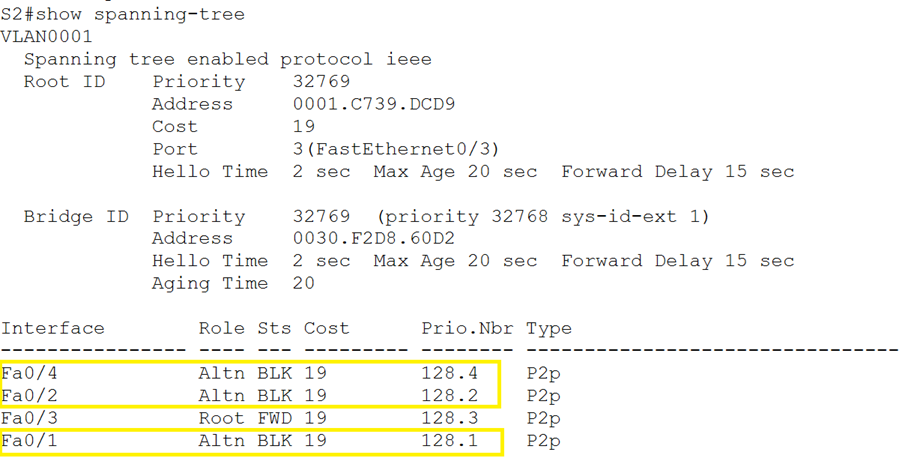 S2#show spanning-tree
VLAN0001
  Spanning tree enabled protocol ieee
  Root ID    Priority    32769
             Address     0001.C739.DCD9
             Cost        19
             Port        3(FastEthernet0/3)
             Hello Time  2 sec  Max Age 20 sec  Forward Delay 15 sec

  Bridge ID  Priority    32769  (priority 32768 sys-id-ext 1)
             Address     0030.F2D8.60D2
             Hello Time  2 sec  Max Age 20 sec  Forward Delay 15 sec
             Aging Time  20

Interface        Role Sts Cost      Prio.Nbr Type
---------------- ---- --- --------- -------- --------------------------------
Fa0/4            Altn BLK 19        128.4    P2p
Fa0/2            Altn BLK 19        128.2    P2p
Fa0/3            Root FWD 19        128.3    P2p
Fa0/1            Altn BLK 19        128.1    P2p